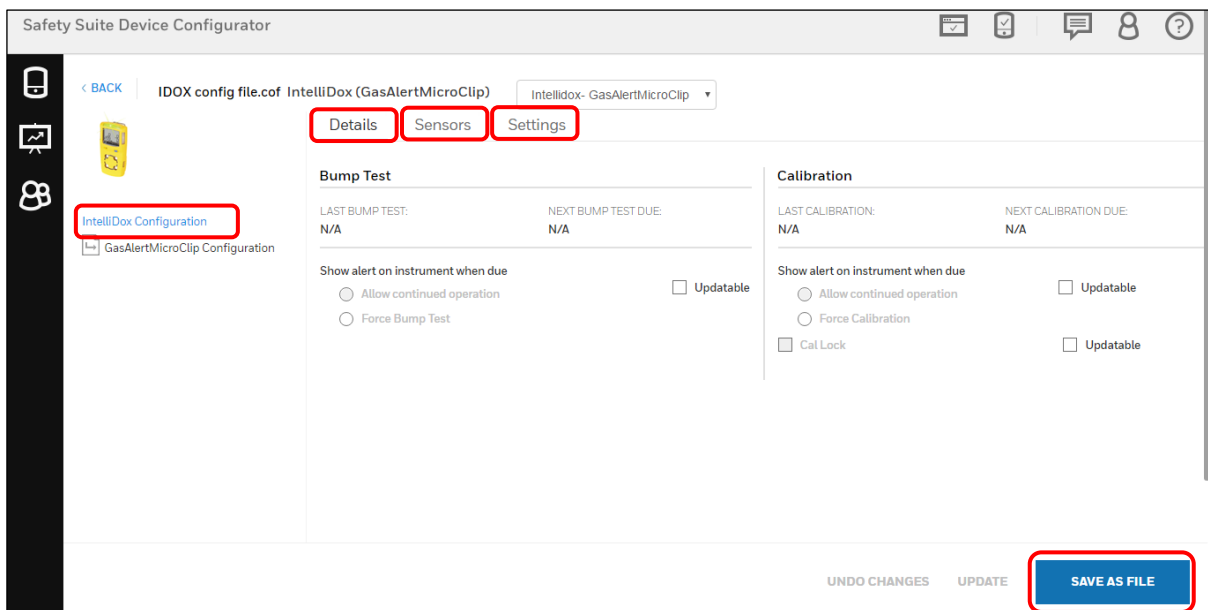 Safety Suite Device Configurator
< BACK
IDOX config file.cof IntelliDox (GasAlertMicroClip)
Intellidox- GasAlertMicroClip
Details
Sensors
Settings
IntelliDox Configuration
GasAlertMicroClip Configuration
Bump Test
LAST BUMP TEST:
NEXT BUMP TEST DUE:
N/A
N/A
Show alert on instrument when due
Allow continued operation
Updatable
Force Bump Test
Calibration
LAST CALIBRATION:
NEXT CALIBRATION DUE:
N/A
N/A
Show alert on instrument when due
Allow continued operation
Updatable
Force Calibration
Cal Lock
Updatable
UNDO CHANGES
UPDATE
SAVE AS FILE